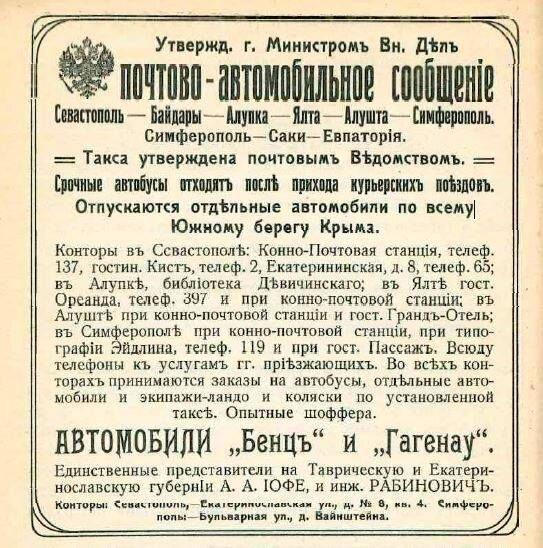 Утвержд. г. Министромъ Вн. Дѣлъ
ПОЧТОВО-АВТОМОБИЛЬНОЕ СООБЩЕНІЕ
Севастополь — Байдары — Алупка — Ялта — Алушта — Симферополь.
Симферополь—Саки—Евпаторія.
Такса утверждена почтовымъ Вѣдомствомъ.
Срочные автобусы отходятъ послѣ прихода курьерскихъ поѣздовъ.
Отпускаются отдѣльные автомобили по всему
Южному берегу Крыма.
Конторы въ Севастополѣ: Конно-Почтовая станція, телеф.
137, гостин. Кистъ, телеф. 2, Екатерининская, д. 8, телеф. 65;
въ Алупкѣ, библіотека Дѣвичинскаго; въ Ялтѣ гост.
Ореанда, телеф. 397 и при конно-почтовой станціи; въ
Алуштѣ при конно-почтовой станціи и гост. Грандъ-Отель;
въ Симферополѣ при конно-почтовой станціи, при типо-
графіи Эйдлина, телеф. 119 и при гост. Пассажъ. Всюду
телефоны къ услугамъ гг. пріѣзжающихъ. Во всѣхъ кон-
торахъ принимаются заказы на автобусы, отдѣльные авто-
мобили и экипажи-ландо и коляски по установленной
таксѣ. Опытные шоффера.
АВТОМОБИЛИ „Бенцъ“ и „Гагенау“.
Единственные представители на Таврическую и Екатери-
нославскую губерніи А. А. ІОФЕ, и инж. РАБИНОВИЧЪ.
Конторы: Севастополь,—Екатеринославская ул., д. № 8, кв. 4. Симферо-
поль:—Бульварная ул., д. Вайнштейна.